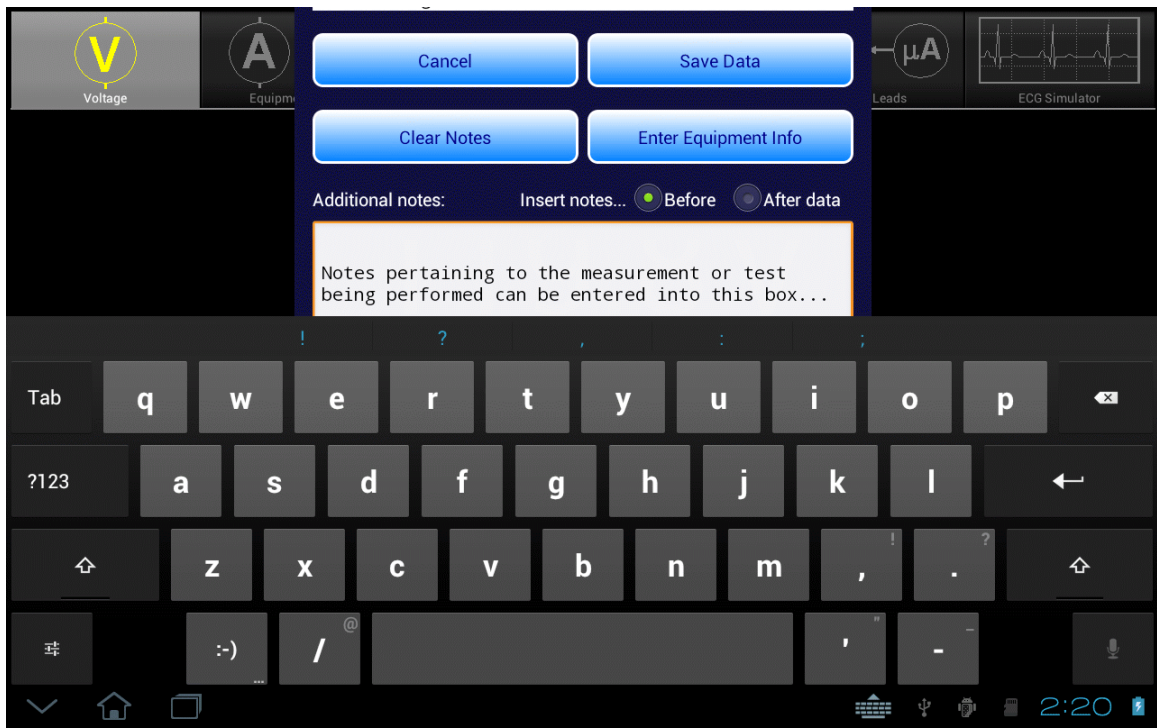 V
A
µA
Voltage
Leads
ECG Simulator
Cancel
Save Data
Clear Notes
Enter Equipment Info
Additional notes:
Insert notes... Before After data
Notes pertaining to the measurement or test
being performed can be entered into this box...
! ? , : ;
Tab q w e r t y u i o p
?123 a s d f g h j k l
! ?
z x c v b n m , .
@ " _
:-) / ' -
...
2:20